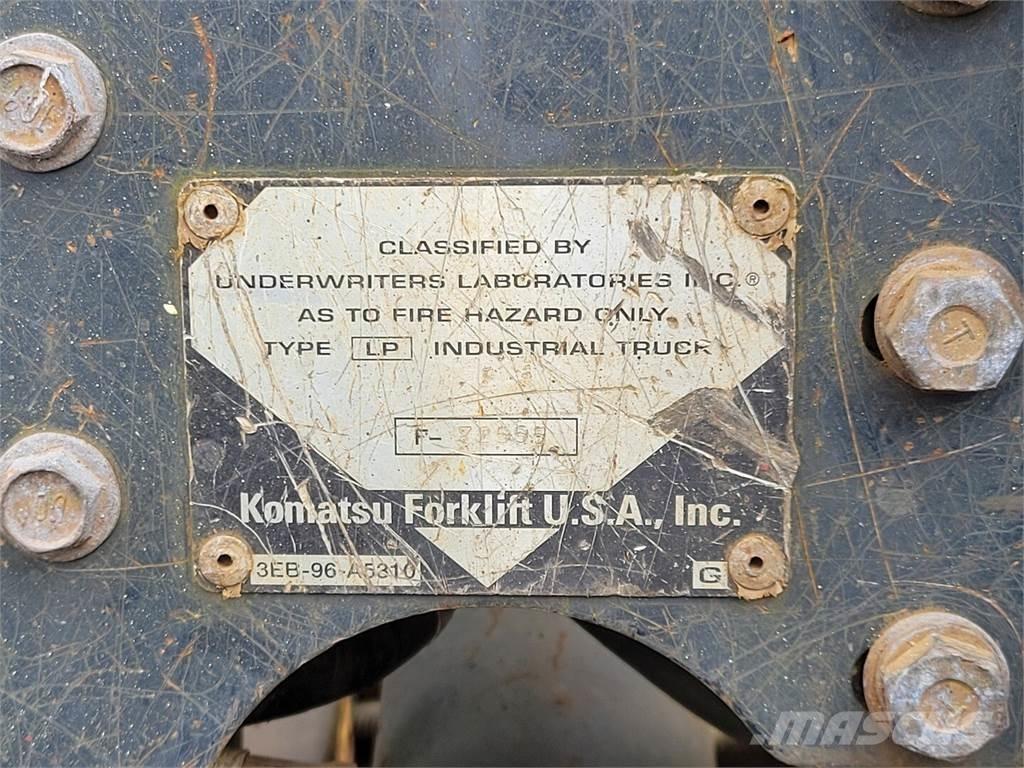 CLASSIFIED BY
UNDERWRITERS LABORATORIES INC.®
AS TO FIRE HAZARD ONLY
TYPE LP INDUSTRIAL TRUCK
F-
Komatsu Forklift U.S.A., Inc.
3EB-96-A5310
G
MASCUS